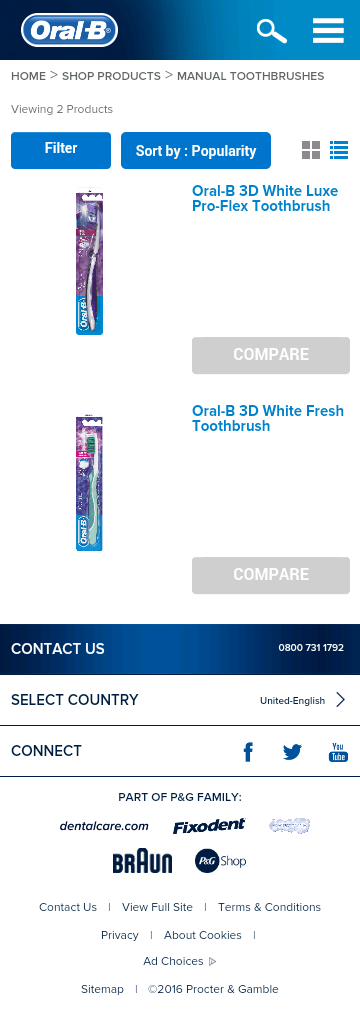 Oral-B
HOME > SHOP PRODUCTS > MANUAL TOOTHBRUSHES
Viewing 2 Products
Filter
Sort by : Popularity
Oral-B 3D White Luxe
Pro-Flex Toothbrush
Oral-B
COMPARE
Oral-B 3D White Fresh
Toothbrush
Oral-B
COMPARE
CONTACT US
0800 731 1792
SELECT COUNTRY
United-English
CONNECT
You
Tube
PART OF P&G FAMILY:
dentalcare.com
Fixodent
BRAUN
P&G Shop
Contact Us | View Full Site | Terms & Conditions
Privacy | About Cookies |
Ad Choices
Sitemap | ©2016 Procter & Gamble